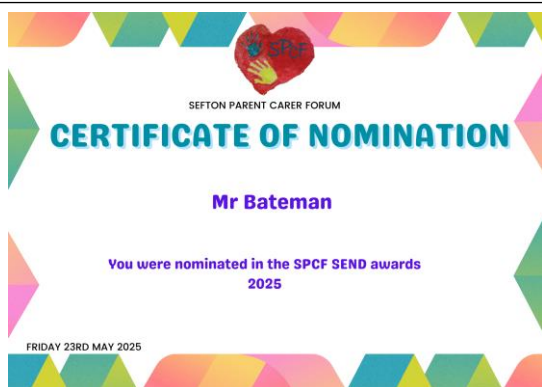 SPCF
SEFTON PARENT CARER FORUM
CERTIFICATE OF NOMINATION
Mr Bateman
You were nominated in the SPCF SEND awards
2025
FRIDAY 23RD MAY 2025